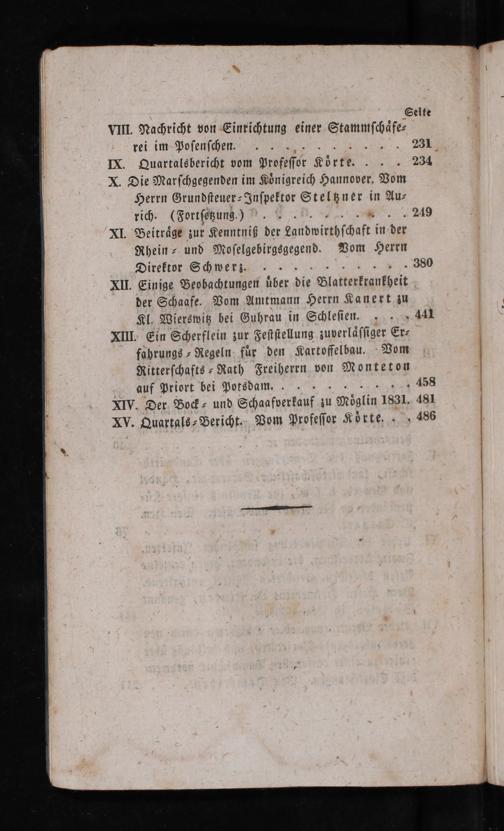 Seite
VIII. Nachricht von Einrichtung einer Stammschäfe-
rei im Posenschen. . . . . . . . . . 231
IX. Quartalsbericht vom Professor Körte. . . . 234
X. Die Marschgegenden im Königreich Hannover. Vom
Herrn Grundsteuer-Inspektor Steltzner in Au-
rich. (Fortsetzung.) . . . . . . . . . . 249
XI. Beiträge zur Kenntniß der Landwirthschaft in der
Rhein- und Moselgebirgsgegend. Vom Herrn
Direktor Schwerz. . . . . . . . . . . 380
XII. Einige Beobachtungen über die Blatterkrankheit
der Schaafe. Vom Amtmann Herrn Kanert zu
Kl. Wierswitz bei Guhrau in Schlesien. . . . 441
XIII. Ein Scherflein zur Feststellung zuverlässiger Er-
fahrungs-Regeln für den Kartoffelbau. Vom
Ritterschafts-Rath Freiherrn von Monteton
auf Priort bei Potsdam. . . . . . . . . 458
XIV. Der Bock- und Schaafverkauf zu Möglin 1831. 481
XV. Quartals-Bericht. Vom Professor Körte. . . 486